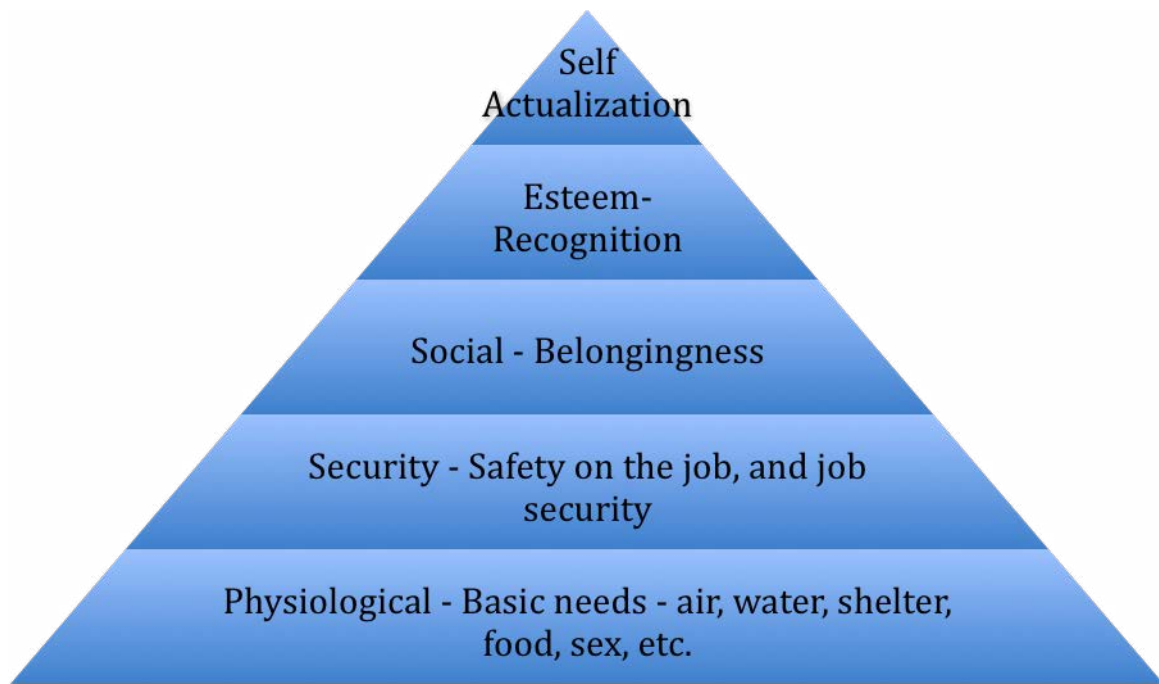 Self
Actualization
Esteem-
Recognition
Social - Belongingness
Security - Safety on the job, and job
security
Physiological - Basic needs - air, water, shelter,
food, sex, etc.